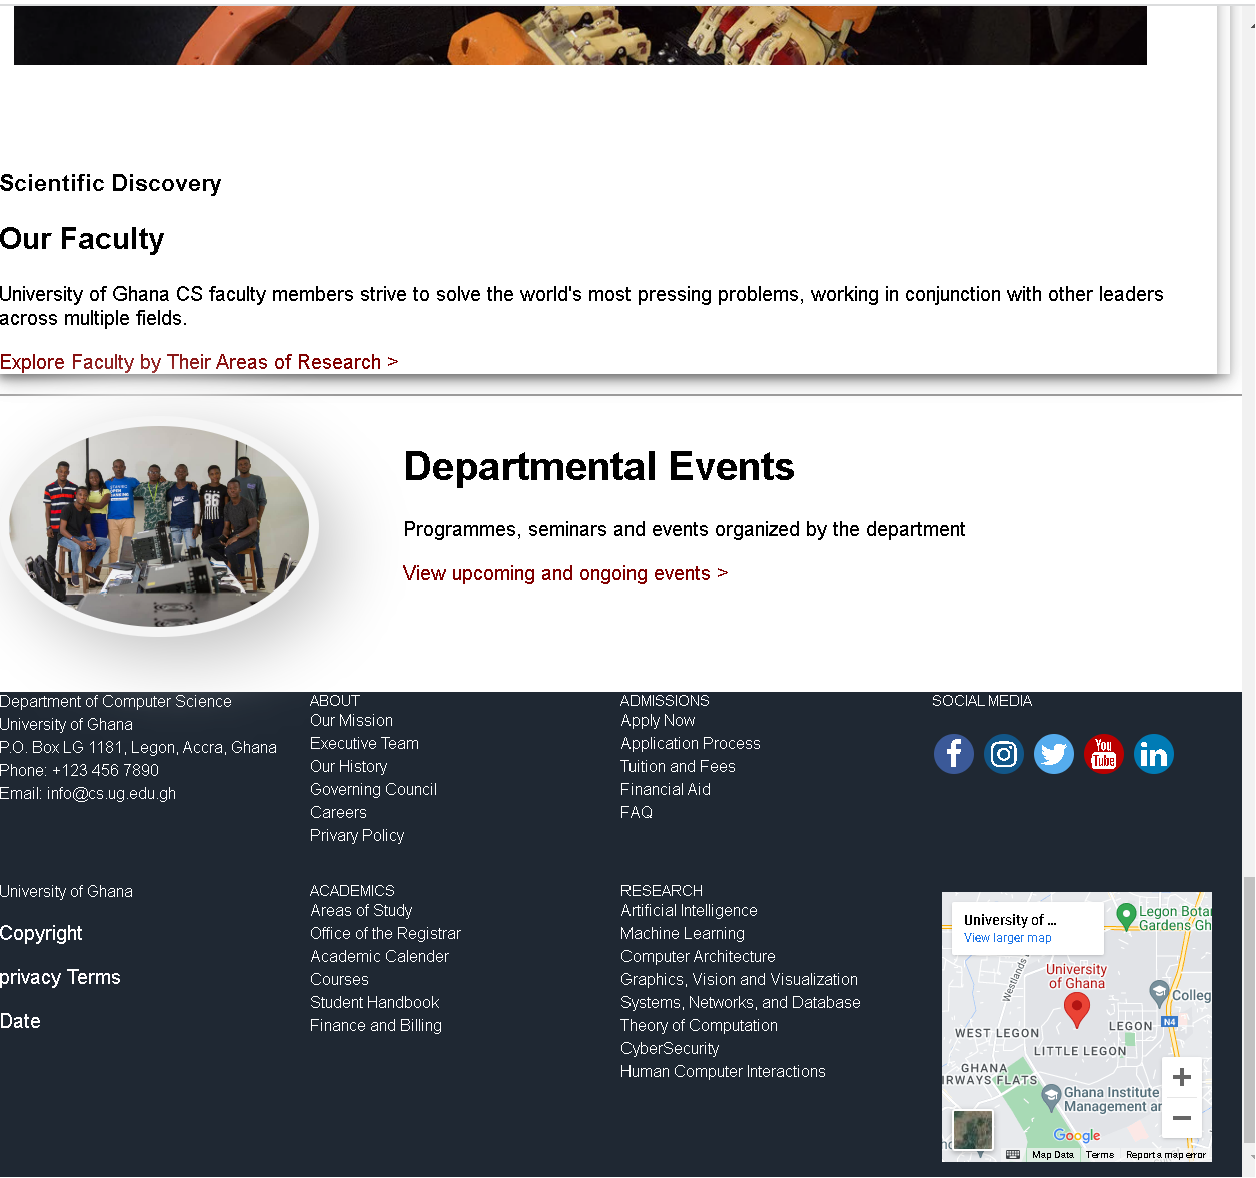 Scientific Discovery
Our Faculty
University of Ghana CS faculty members strive to solve the world's most pressing problems, working in conjunction with other leaders
across multiple fields.
Explore Faculty by Their Areas of Research >
Departmental Events
Programmes, seminars and events organized by the department
View upcoming and ongoing events >
Department of Computer Science
University of Ghana
P.O. Box LG 1181, Legon, Accra, Ghana
Phone: +123 456 7890
Email: info@cs.ug.edu.gh
ABOUT
Our Mission
Executive Team
Our History
Governing Council
Careers
Privary Policy
ADMISSIONS
Apply Now
Application Process
Tuition and Fees
Financial Aid
FAQ
SOCIAL MEDIA
You
Tube
in
University of Ghana
Copyright
privacy Terms
Date
ACADEMICS
Areas of Study
Office of the Registrar
Academic Calender
Courses
Student Handbook
Finance and Billing
RESEARCH
Artificial Intelligence
Machine Learning
Computer Architecture
Graphics, Vision and Visualization
Systems, Networks, and Database
Theory of Computation
CyberSecurity
Human Computer Interactions
University of ...
View larger map
Legon Bota
Gardens Gh
Westlands
University
of Ghana
Colleg
N4
WEST LEGON
LEGON
LITTLE LEGON
GHANA
IRWAYS FLATS
Ghana Institute
Management ar
Google
Map Data
Terms
Report a map error